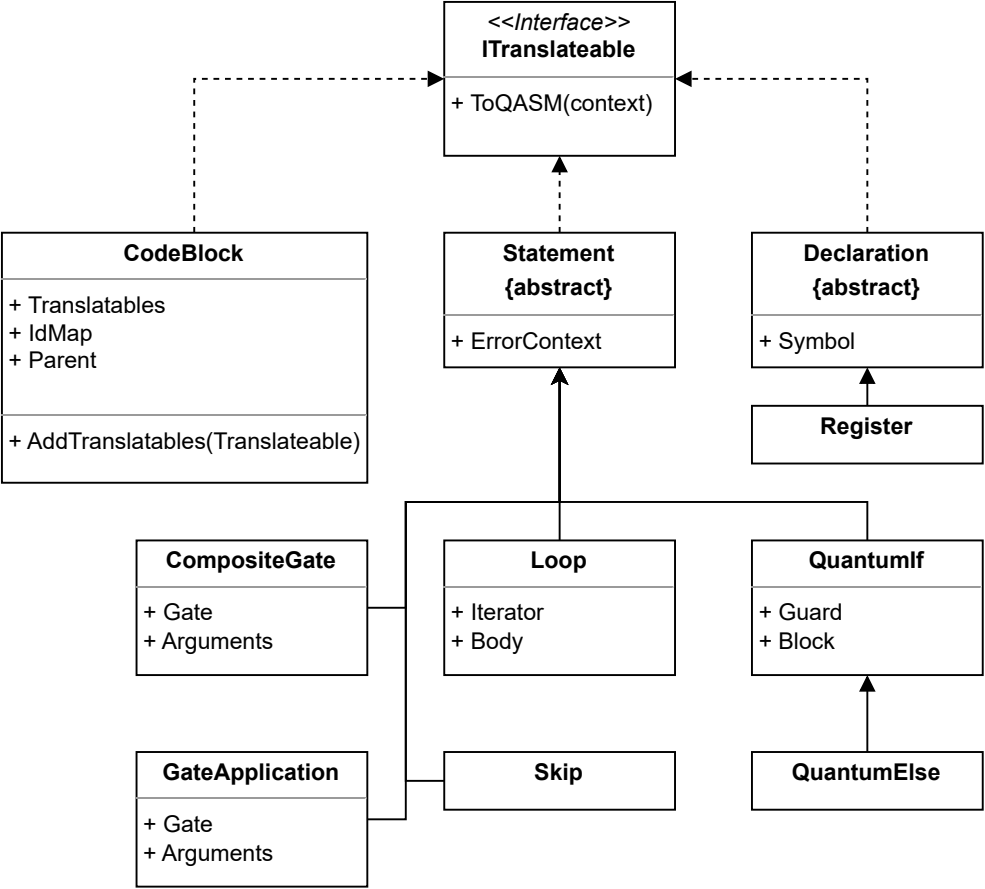 <<Interface>>
ITranslateable
+ ToQASM(context)
CodeBlock
+ Translatables
+ IdMap
+ Parent
+ AddTranslatables(Translateable)
Statement
{abstract}
+ ErrorContext
Declaration
{abstract}
+ Symbol
Register
CompositeGate
+ Gate
+ Arguments
Loop
+ Iterator
+ Body
QuantumIf
+ Guard
+ Block
GateApplication
+ Gate
+ Arguments
Skip
QuantumElse